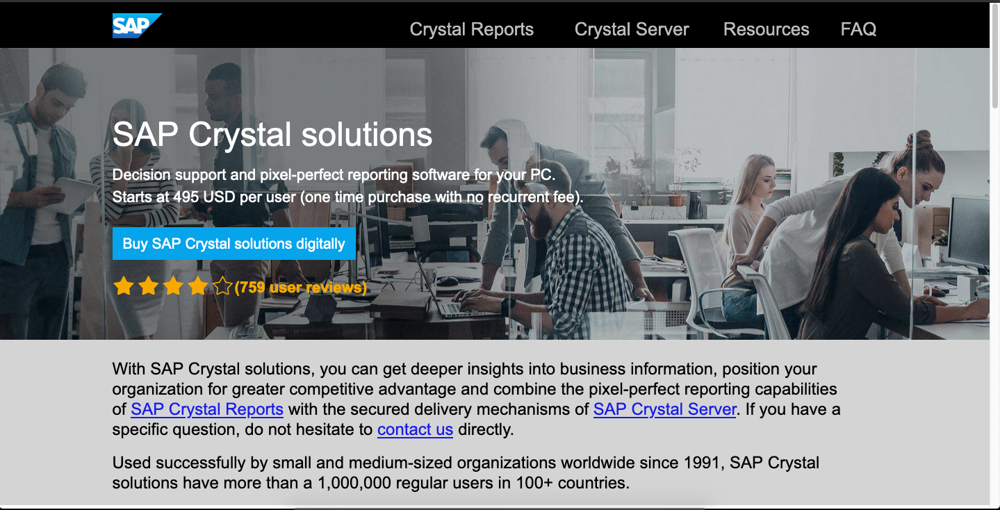 SAP
Crystal Reports
Crystal Server
Resources
FAQ
SAP Crystal solutions
Decision support and pixel-perfect reporting software for your PC.
Starts at 495 USD per user (one time purchase with no recurrent fee).
Buy SAP Crystal solutions digitally
(759 user reviews)
With SAP Crystal solutions, you can get deeper insights into business information, position your
organization for greater competitive advantage and combine the pixel-perfect reporting capabilities
of SAP Crystal Reports with the secured delivery mechanisms of SAP Crystal Server. If you have a
specific question, do not hesitate to contact us directly.
Used successfully by small and medium-sized organizations worldwide since 1991, SAP Crystal
solutions have more than a 1,000,000 regular users in 100+ countries.